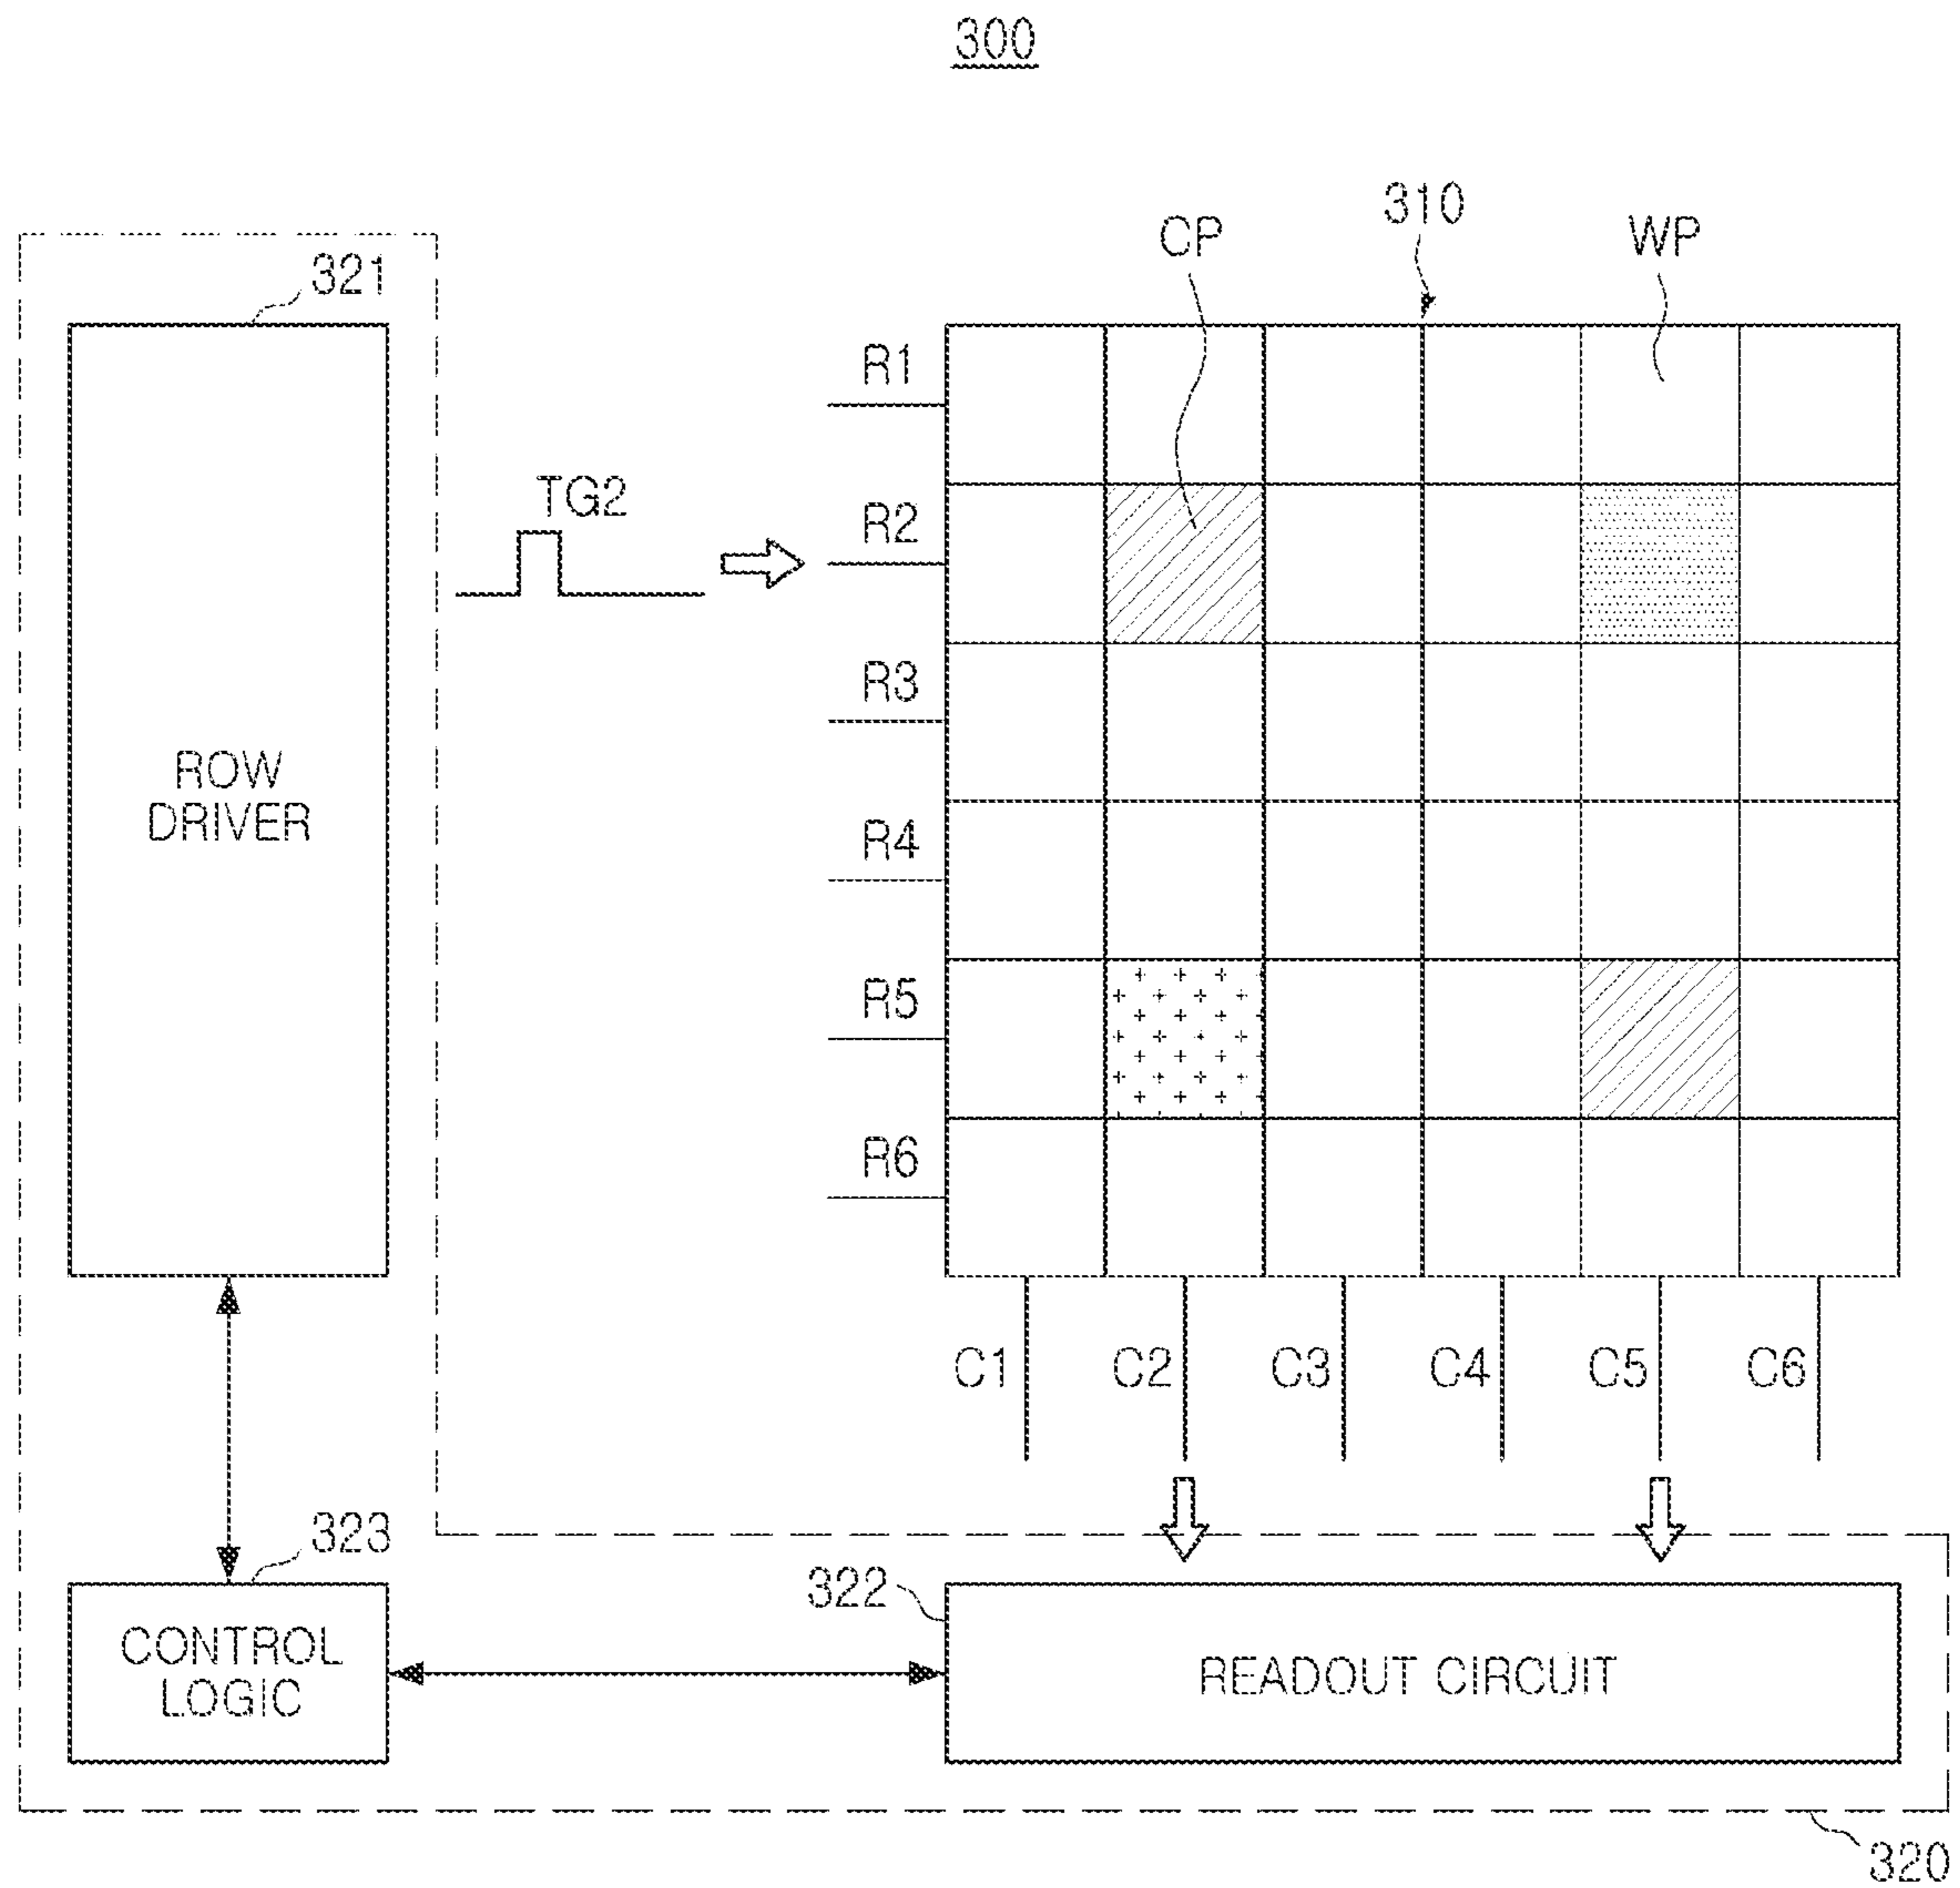 300
310
CP
WP
321
R1
TG2
R2
R3
ROW
DRIVER
R4
R5
R6
C1
C2
C3
C4
C5
C6
323
322
CONTROL
LOGIC
READOUT CIRCUIT
320